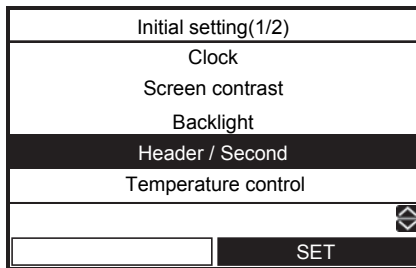 Initial setting(1/2)
Clock
Screen contrast
Backlight
Header / Second
Temperature control
SET